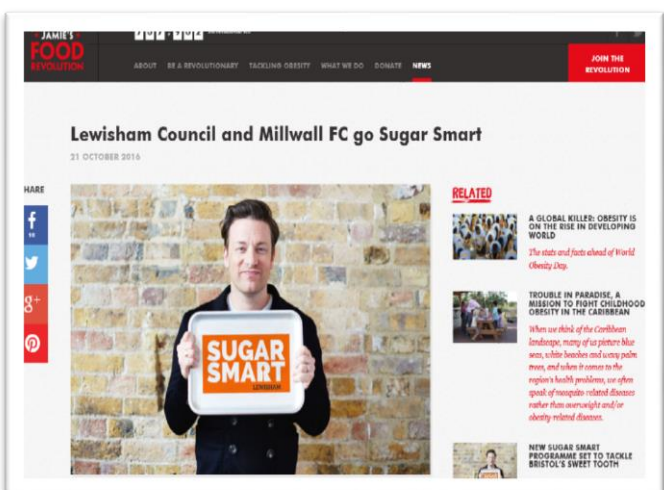 JAMIE'S
FOOD
REVOLUTION
ABOUT BE A REVOLUTIONARY TACKLING OBESITY WHAT WE DO DONATE NEWS
JOIN THE
REVOLUTION
Lewisham Council and Millwall FC go Sugar Smart
21 OCTOBER 2016
HARE
f
g+
SUGAR
SMART
LEWISHAM
RELATED
A GLOBAL KILLER: OBESITY IS
ON THE RISE IN DEVELOPING
WORLD
The stats and facts ahead of World
Obesity Day.
TROUBLE IN PARADISE, A
MISSION TO FIGHT CHILDHOOD
OBESITY IN THE CARIBBEAN
When we think of the Caribbean
landscape, many of us picture blue
seas, white beaches and waxy palm
trees, and when it comes to the
region's health problems, we often
speak of mosquito-related diseases
rather than overweight and/or
obesity-related diseases.
NEW SUGAR SMART
PROGRAMME SET TO TACKLE
BRISTOL'S SWEET TOOTH